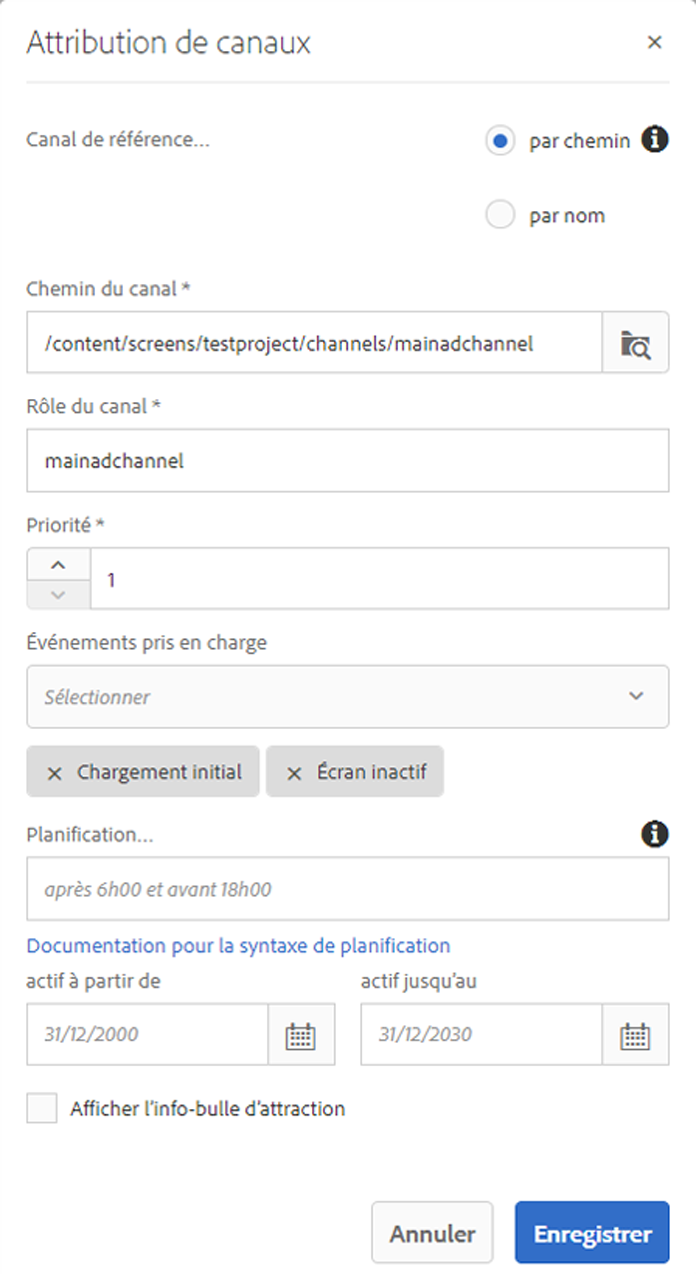 Attribution de canaux
Canal de référence...
par chemin
par nom
Chemin du canal *
/content/screens/testproject/channels/mainadchannel
Rôle du canal *
mainadchannel
Priorité *
1
Événements pris en charge
Sélectionner
Chargement initial
Écran inactif
Planification...
après 6h00 et avant 18h00
Documentation pour la syntaxe de planification
actif à partir de
actif jusqu'au
31/12/2000
31/12/2030
Afficher l'info-bulle d'attraction
Annuler
Enregistrer